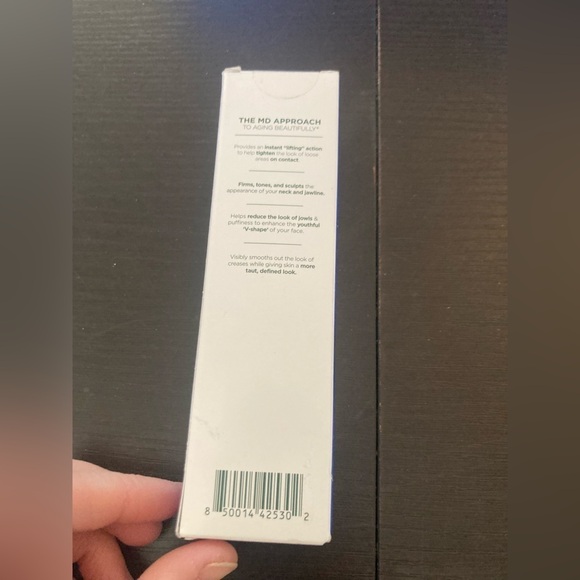 THE MD APPROACH
TO AGING BEAUTIFULLY®
Provides an instant "lifting" action
to help tighten the look of loose
areas on contact.
Firms, tones, and sculpts the
appearance of your neck and jawline.
Helps reduce the look of jowls &
puffiness to enhance the youthful
'V-shape' of your face.
Visibly smooths out the look of
creases while giving skin a more
taut, defined look.
8 50014 42530 2